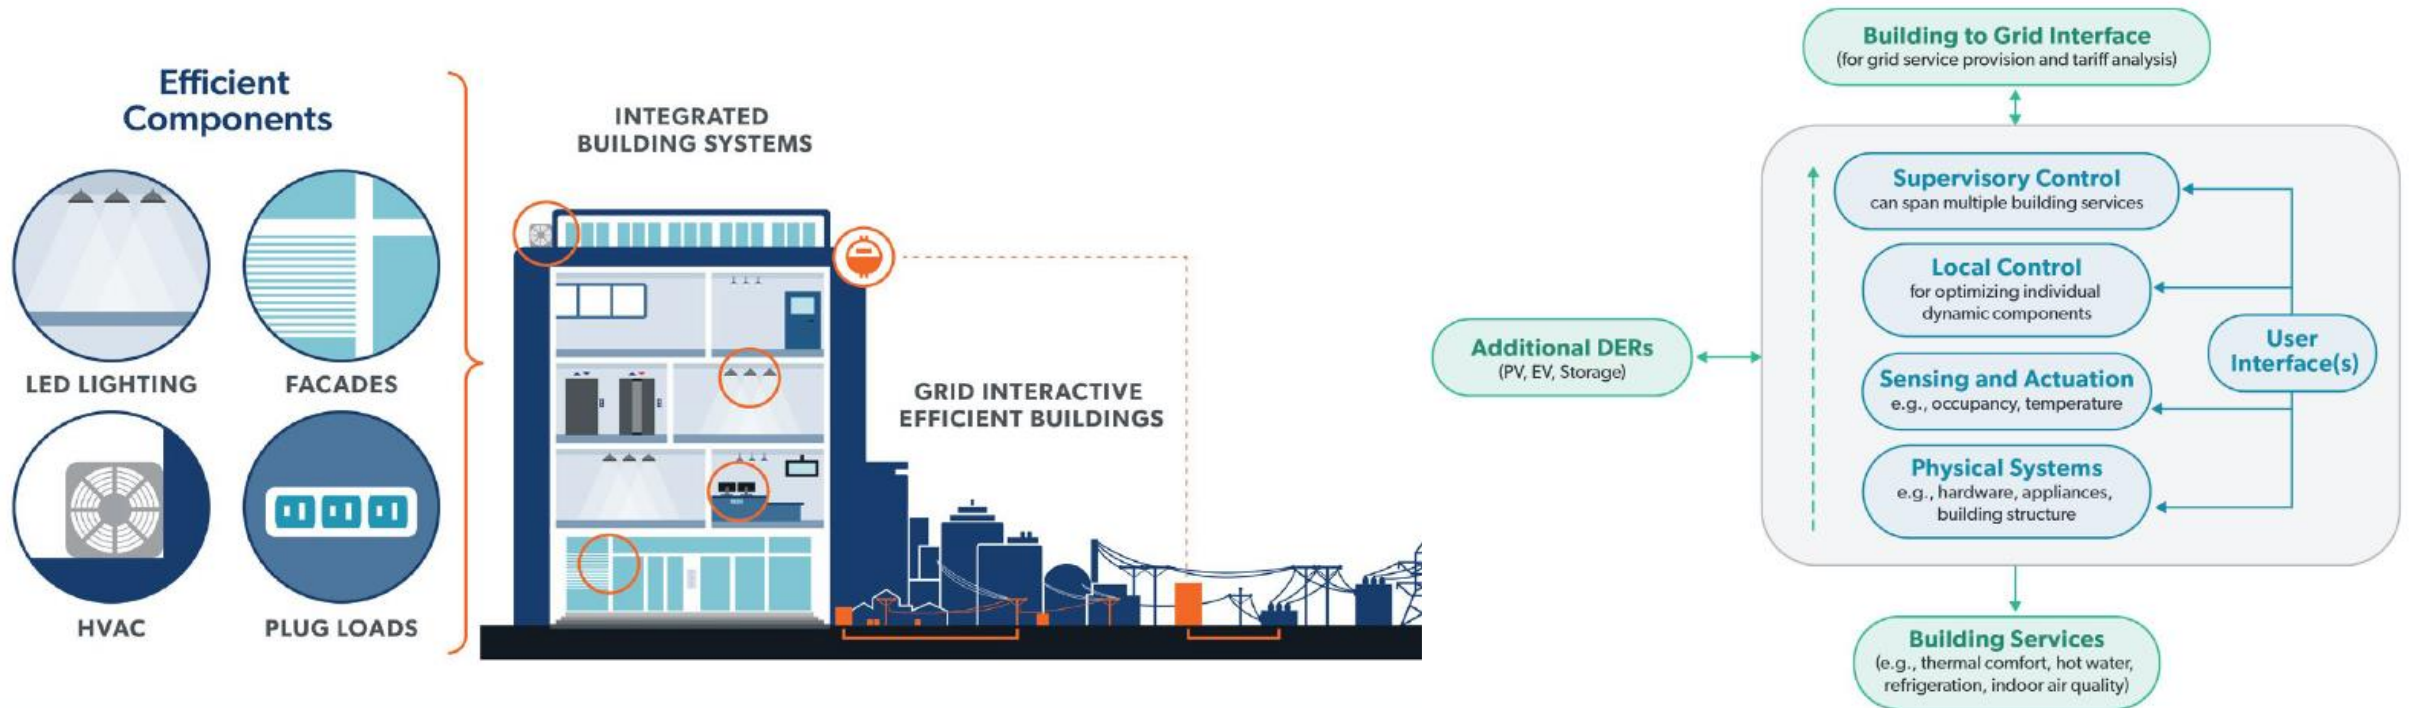 Efficient
Components
LED LIGHTING
FACADES
HVAC
PLUG LOADS
INTEGRATED
BUILDING SYSTEMS
GRID INTERACTIVE
EFFICIENT BUILDINGS
Building to Grid Interface
(for grid service provision and tariff analysis)
Supervisory Control
can span multiple building services
Local Control
for optimizing individual
dynamic components
Additional DERs
(PV, EV, Storage)
User
Interface(s)
Sensing and Actuation
e.g., occupancy, temperature
Physical Systems
e.g., hardware, appliances,
building structure
Building Services
(e.g., thermal comfort, hot water,
refrigeration, indoor air quality)